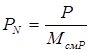 P_N = P / M_смР